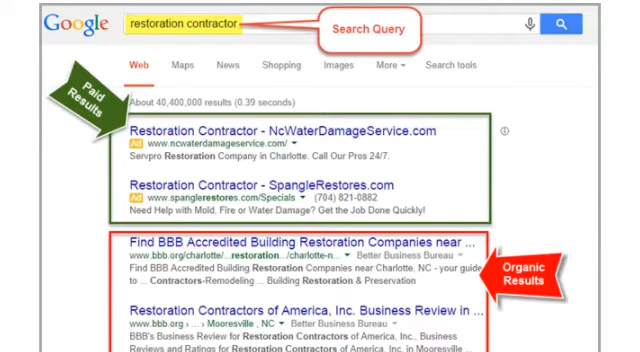 Google restoration contractor
Search Query
Web Maps News Shopping Images More Search tools
Paid
Results
About 40,400,000 results (0.39 seconds)
Restoration Contractor - NcWaterDamageService.com
Ad www.ncwaterdamageservice.com/
Servpro Restoration Company in Charlotte. Call Our Pros 24/7.
Restoration Contractor - SpangleRestores.com
Ad www.spanglerestores.com/Specials (704) 821-0882
Need Help with Mold, Fire or Water Damage? Get the Job Done Quickly!
Find BBB Accredited Building Restoration Companies near ...
www.bbb.org/charlotte/...restoration.../charlotte-n... Better Business Bureau
Find BBB Accredited Building Restoration Companies near Charlotte, NC - your guide
to ... Contractors-Remodeling ... Building Restoration & Preservation
Organic
Results
Restoration Contractors of America, Inc. Business Review in ...
www.bbb.org › ... › Mooresville , NC Better Business Bureau
BBB's Business Review for Restoration Contractors of America, Inc., Business
Reviews and Ratings for Restoration Contractors of America, Inc. in Mooresville ...